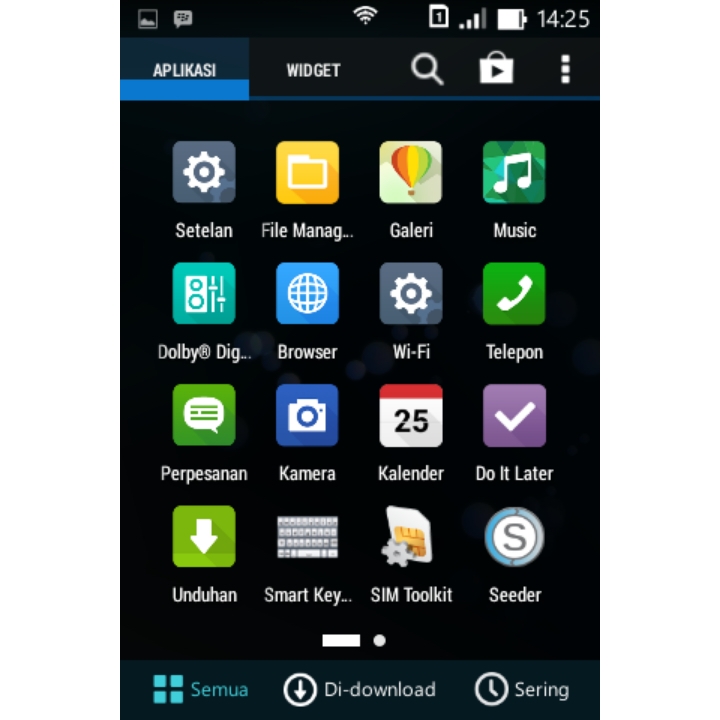 1 14:25
APLIKASI WIDGET
Setelan File Manag... Galeri Music
Dolby® Dig... Browser Wi-Fi Telepon
25
Perpesanan Kamera Kalender Do It Later
S
Unduhan Smart Key... SIM Toolkit Seeder
Semua Di-download Sering